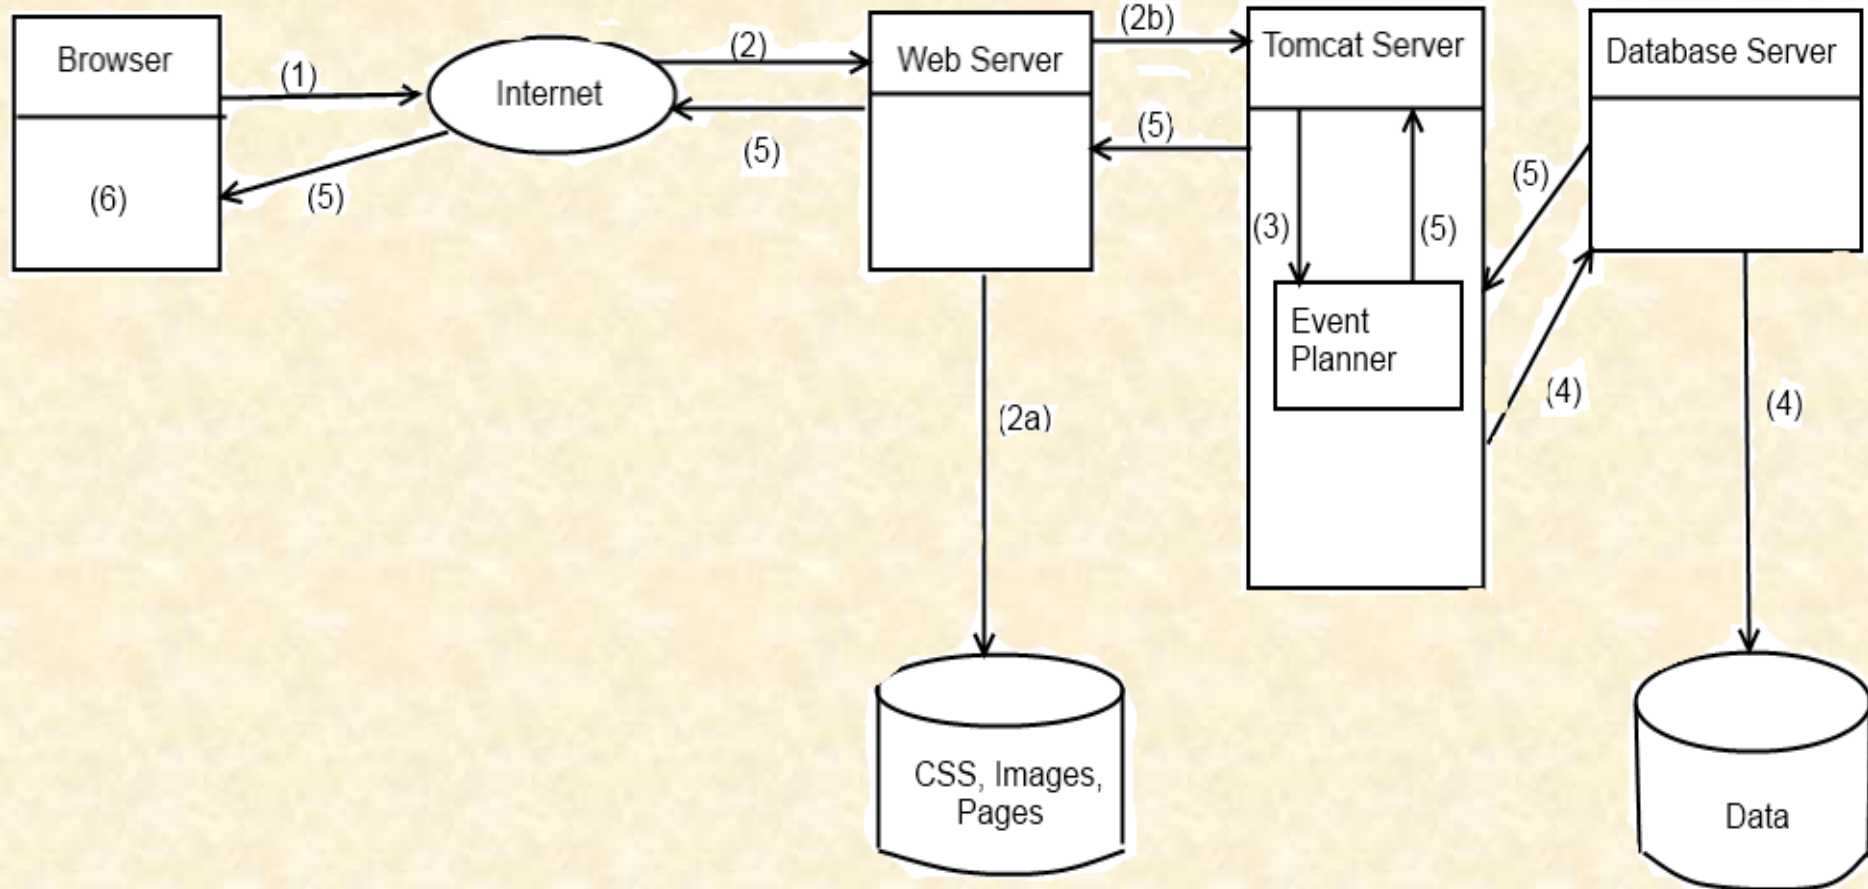 Browser
(1)
Internet
(2)
Web Server
(2b)
Tomcat Server
Database Server
(6)
(5)
(5)
(5)
(3)
(5)
(5)
Event
Planner
(4)
(4)
(2a)
CSS, Images,
Pages
Data